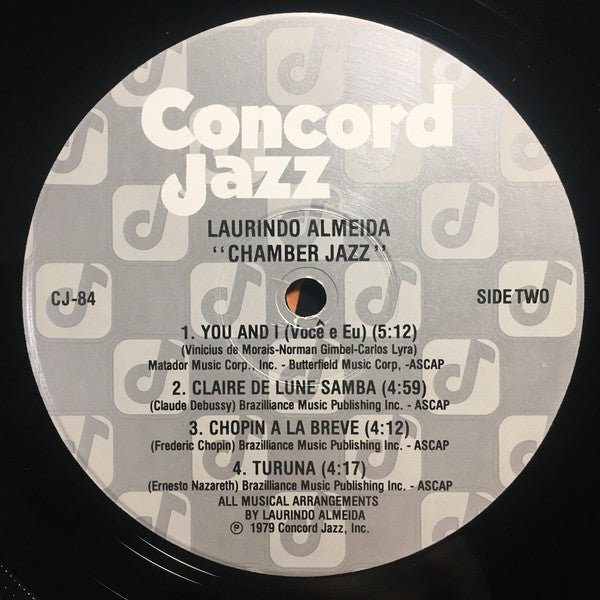 Concord
Jazz
LAURINDO ALMEIDA
"CHAMBER JAZZ"
CJ-84
SIDE TWO
1. YOU AND I (Você e Eu) (5:12)
(Vinicius de Morais-Norman Gimbel-Carlos Lyra)
Matador Music Corp., Inc. - Butterfield Music Corp, -ASCAP
2. CLAIRE DE LUNE SAMBA (4:59)
(Claude Debussy) Brazilliance Music Publishing Inc. - ASCAP
3. CHOPIN A LA BREVE (4:12)
(Frederic Chopin) Brazilliance Music Publishing Inc. - ASCAP
4. TURUNA (4:17)
(Ernesto Nazareth) Brazilliance Music Publishing Inc. - ASCAP
ALL MUSICAL ARRANGEMENTS
BY LAURINDO ALMEIDA
℗ 1979 Concord Jazz, Inc.